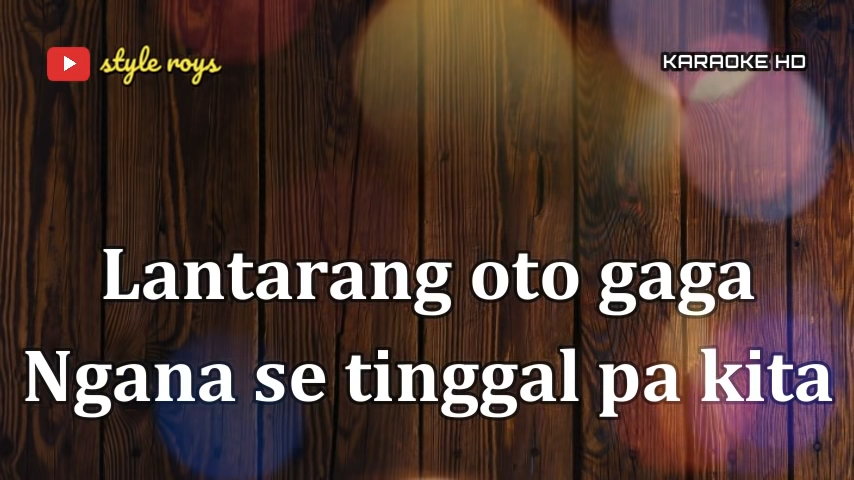 style roys
KARAOKE HD
Lantarang oto gaga
Ngana se tinggal pa kita